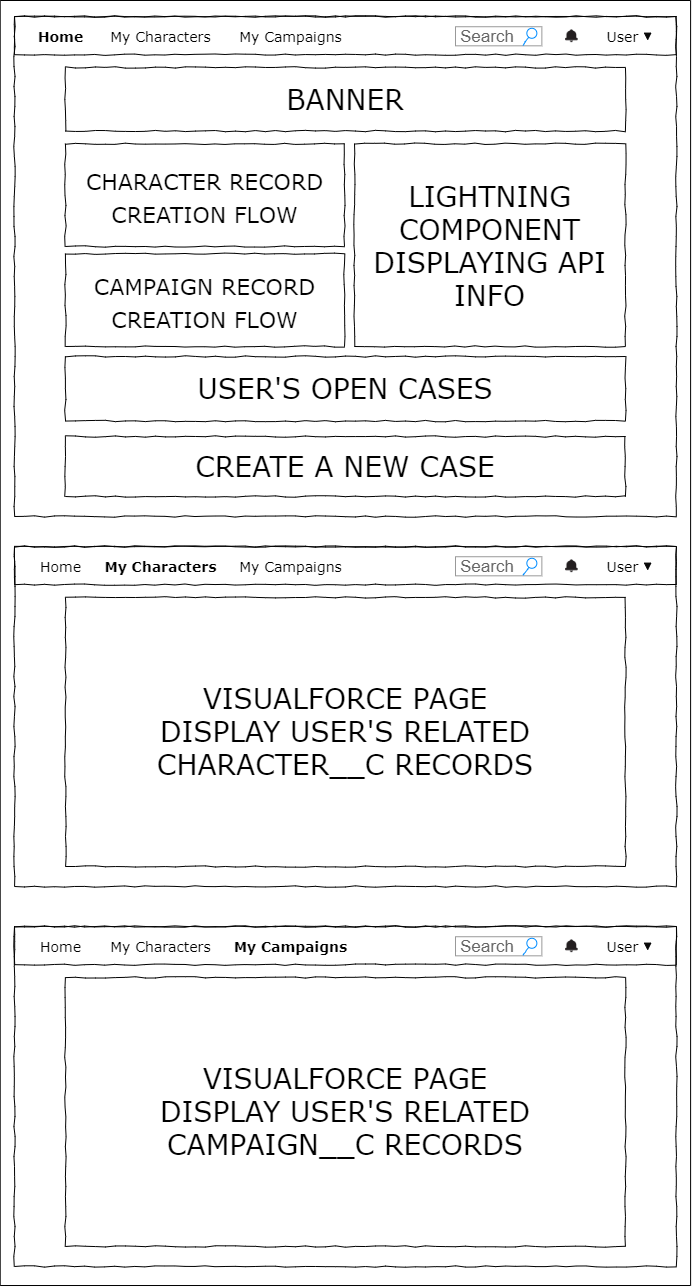 Home My Characters My Campaigns Search User ▼
BANNER
CHARACTER RECORD
CREATION FLOW
LIGHTNING
COMPONENT
DISPLAYING API
INFO
CAMPAIGN RECORD
CREATION FLOW
USER'S OPEN CASES
CREATE A NEW CASE
Home My Characters My Campaigns Search User ▼
VISUALFORCE PAGE
DISPLAY USER'S RELATED
CHARACTER__C RECORDS
Home My Characters My Campaigns Search User ▼
VISUALFORCE PAGE
DISPLAY USER'S RELATED
CAMPAIGN__C RECORDS